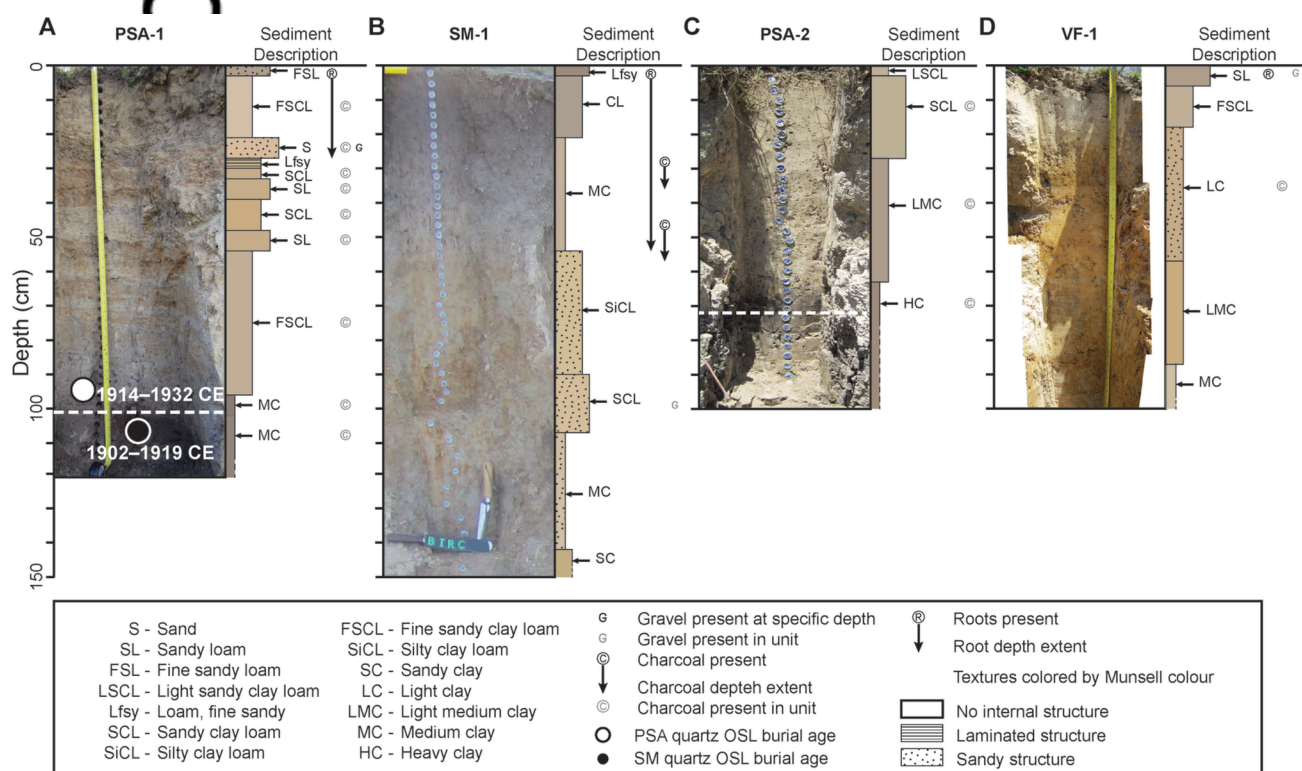 A PSA-1 Sediment Description
B SM-1 Sediment Description
C PSA-2 Sediment Description
D VF-1 Sediment Description
Depth (cm)
0
50
100
150
FSL R
FSCL C
S C G
Lfsy
SCL C
SL C
SCL C
SL C
FSCL C
1914–1932 CE
MC C
1902–1919 CE
MC C
Lfsy R
CL
C
MC
C
SiCL
SCL G
MC
SC
BIRC
LSCL
SCL C
LMC C
HC C
SL R G
FSCL
LC C
LMC
MC
S - Sand
SL - Sandy loam
FSL - Fine sandy loam
LSCL - Light sandy clay loam
Lfsy - Loam, fine sandy
SCL - Sandy clay loam
SiCL - Silty clay loam
FSCL - Fine sandy clay loam
SiCL - Silty clay loam
SC - Sandy clay
LC - Light clay
LMC - Light medium clay
MC - Medium clay
HC - Heavy clay
G Gravel present at specific depth
G Gravel present in unit
C Charcoal present
Charcoal depteh extent
C Charcoal present in unit
PSA quartz OSL burial age
SM quartz OSL burial age
R Roots present
Root depth extent
Textures colored by Munsell colour
No internal structure
Laminated structure
Sandy structure